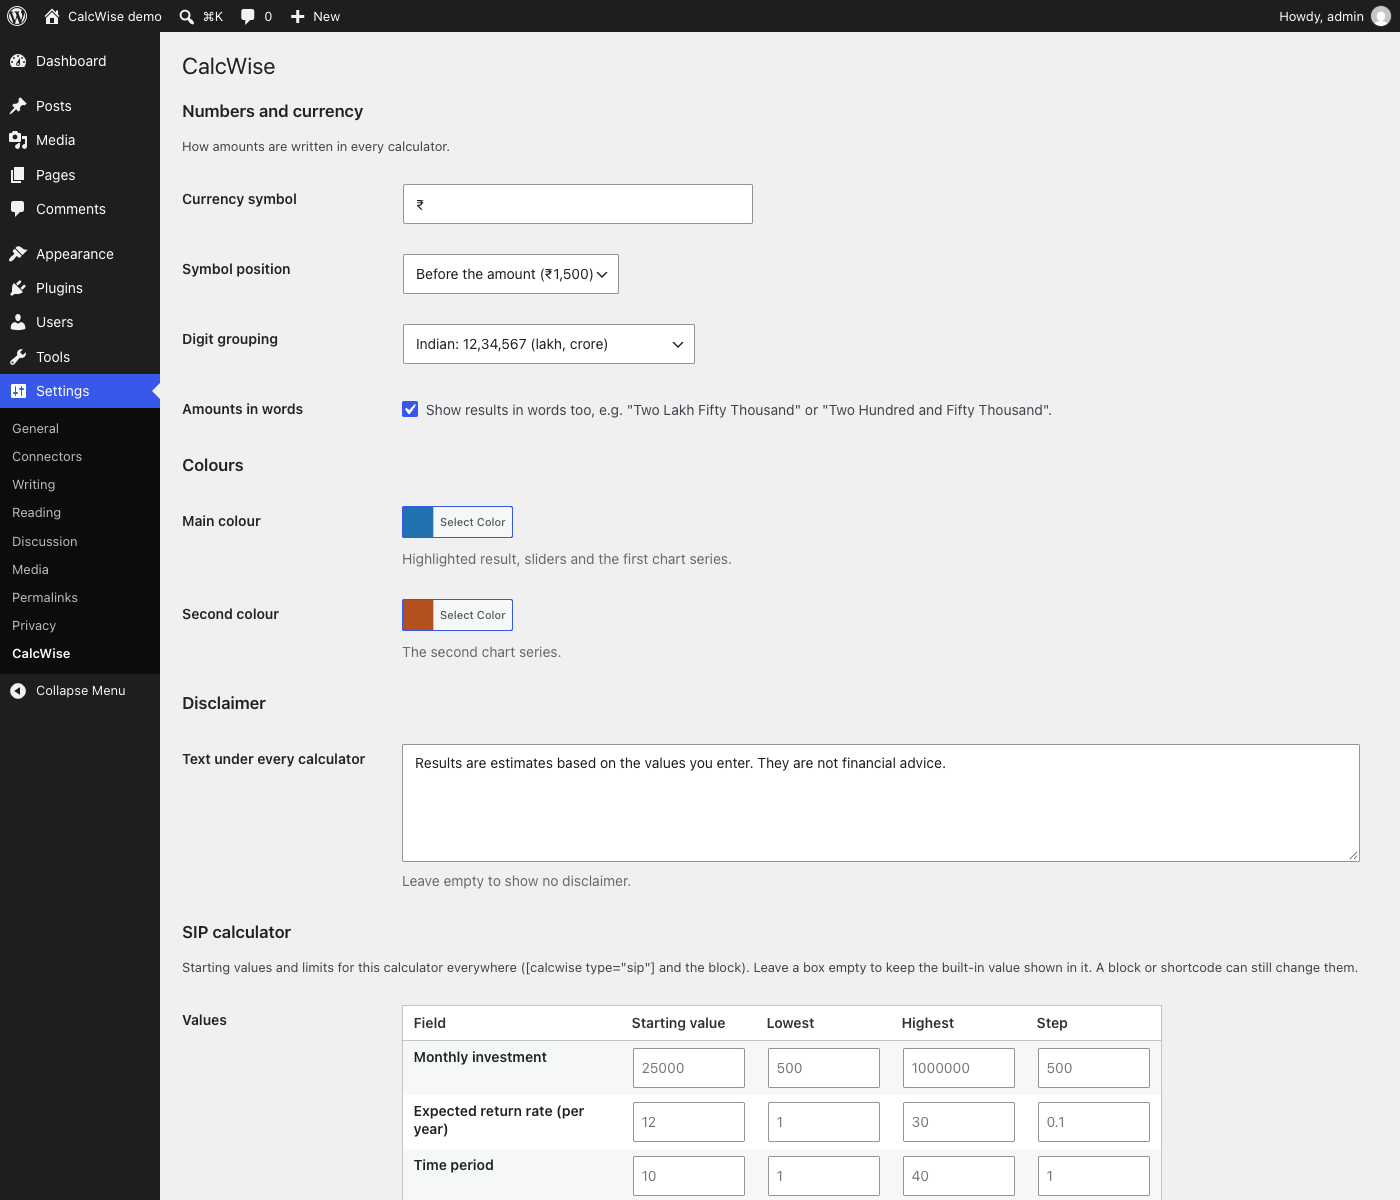 CalcWise demo
⌘K
0
New
Howdy, admin
Dashboard
Posts
Media
Pages
Comments
Appearance
Plugins
Users
Tools
Settings
General
Connectors
Writing
Reading
Discussion
Media
Permalinks
Privacy
CalcWise
Collapse Menu
CalcWise
Numbers and currency
How amounts are written in every calculator.
Currency symbol
₹
Symbol position
Before the amount (₹1,500)
Digit grouping
Indian: 12,34,567 (lakh, crore)
Amounts in words
Show results in words too, e.g. "Two Lakh Fifty Thousand" or "Two Hundred and Fifty Thousand".
Colours
Main colour
Select Color
Highlighted result, sliders and the first chart series.
Second colour
Select Color
The second chart series.
Disclaimer
Text under every calculator
Results are estimates based on the values you enter. They are not financial advice.
Leave empty to show no disclaimer.
SIP calculator
Starting values and limits for this calculator everywhere ([calcwise type="sip"] and the block). Leave a box empty to keep the built-in value shown in it. A block or shortcode can still change them.
Values
Field Starting value Lowest Highest Step
Monthly investment 25000 500 1000000 500
Expected return rate (per
year) 12 1 30 0.1
Time period 10 1 40 1